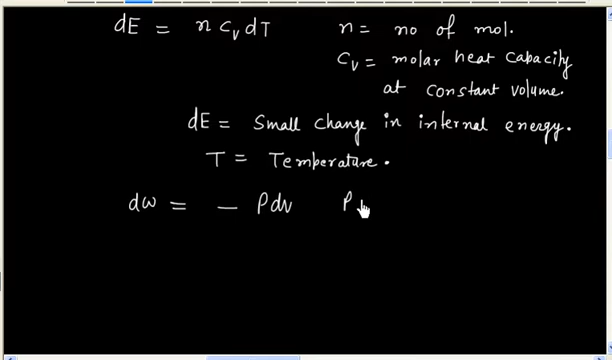 dE = n Cv dT n = no of mol.
Cv = molar heat capacity
at constant volume.
dE = Small change in internal energy.
T = Temperature.
dw = - Pdv P